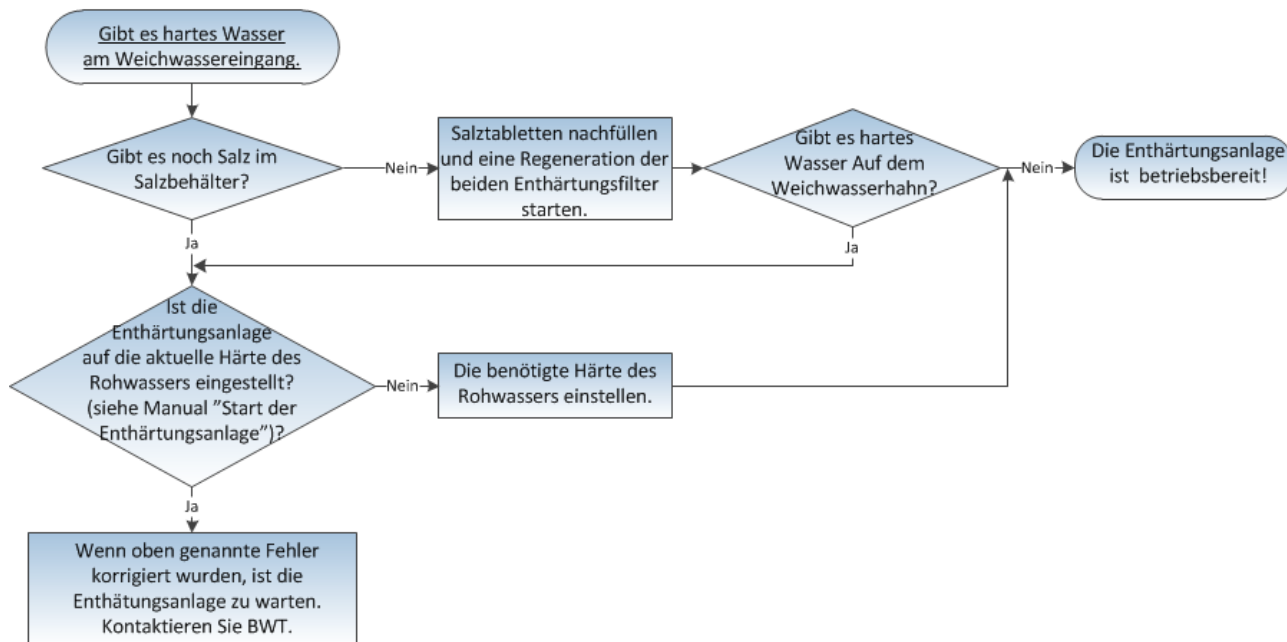 Gibt es hartes Wasser
am Weichwassereingang.
Gibt es noch Salz im
Salzbehälter?
Nein
Salztabletten nachfüllen
und eine Regeneration der
beiden Enthärtungsfilter
starten.
Gibt es hartes
Wasser Auf dem
Weichwasserhahn?
Nein
Die Enthärtungsanlage
ist betriebsbereit!
Ja
Ja
Ist die
Enthärtungsanlage
auf die aktuelle Härte des
Rohwassers eingestellt?
(siehe Manual ”Start der
Enthärtungsanlage”)?
Nein
Die benötigte Härte des
Rohwassers einstellen.
Ja
Wenn oben genannte Fehler
korrigiert wurden, ist die
Enthätungsanlage zu warten.
Kontaktieren Sie BWT.